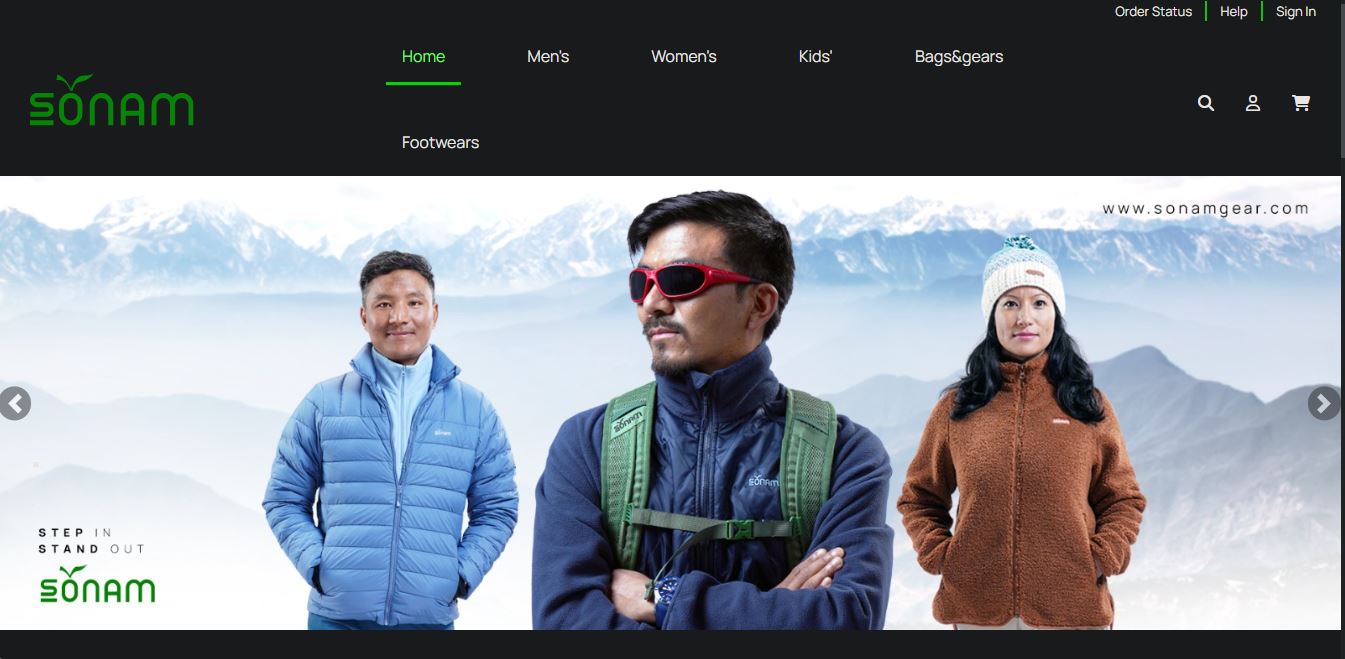 Order Status Help Sign In
Home Men's Women's Kids' Bags&gears
SONAM
Footwears
www.sonamgear.com
SONAM
SONAM
SONAM
STEP IN
STAND OUT
SONAM